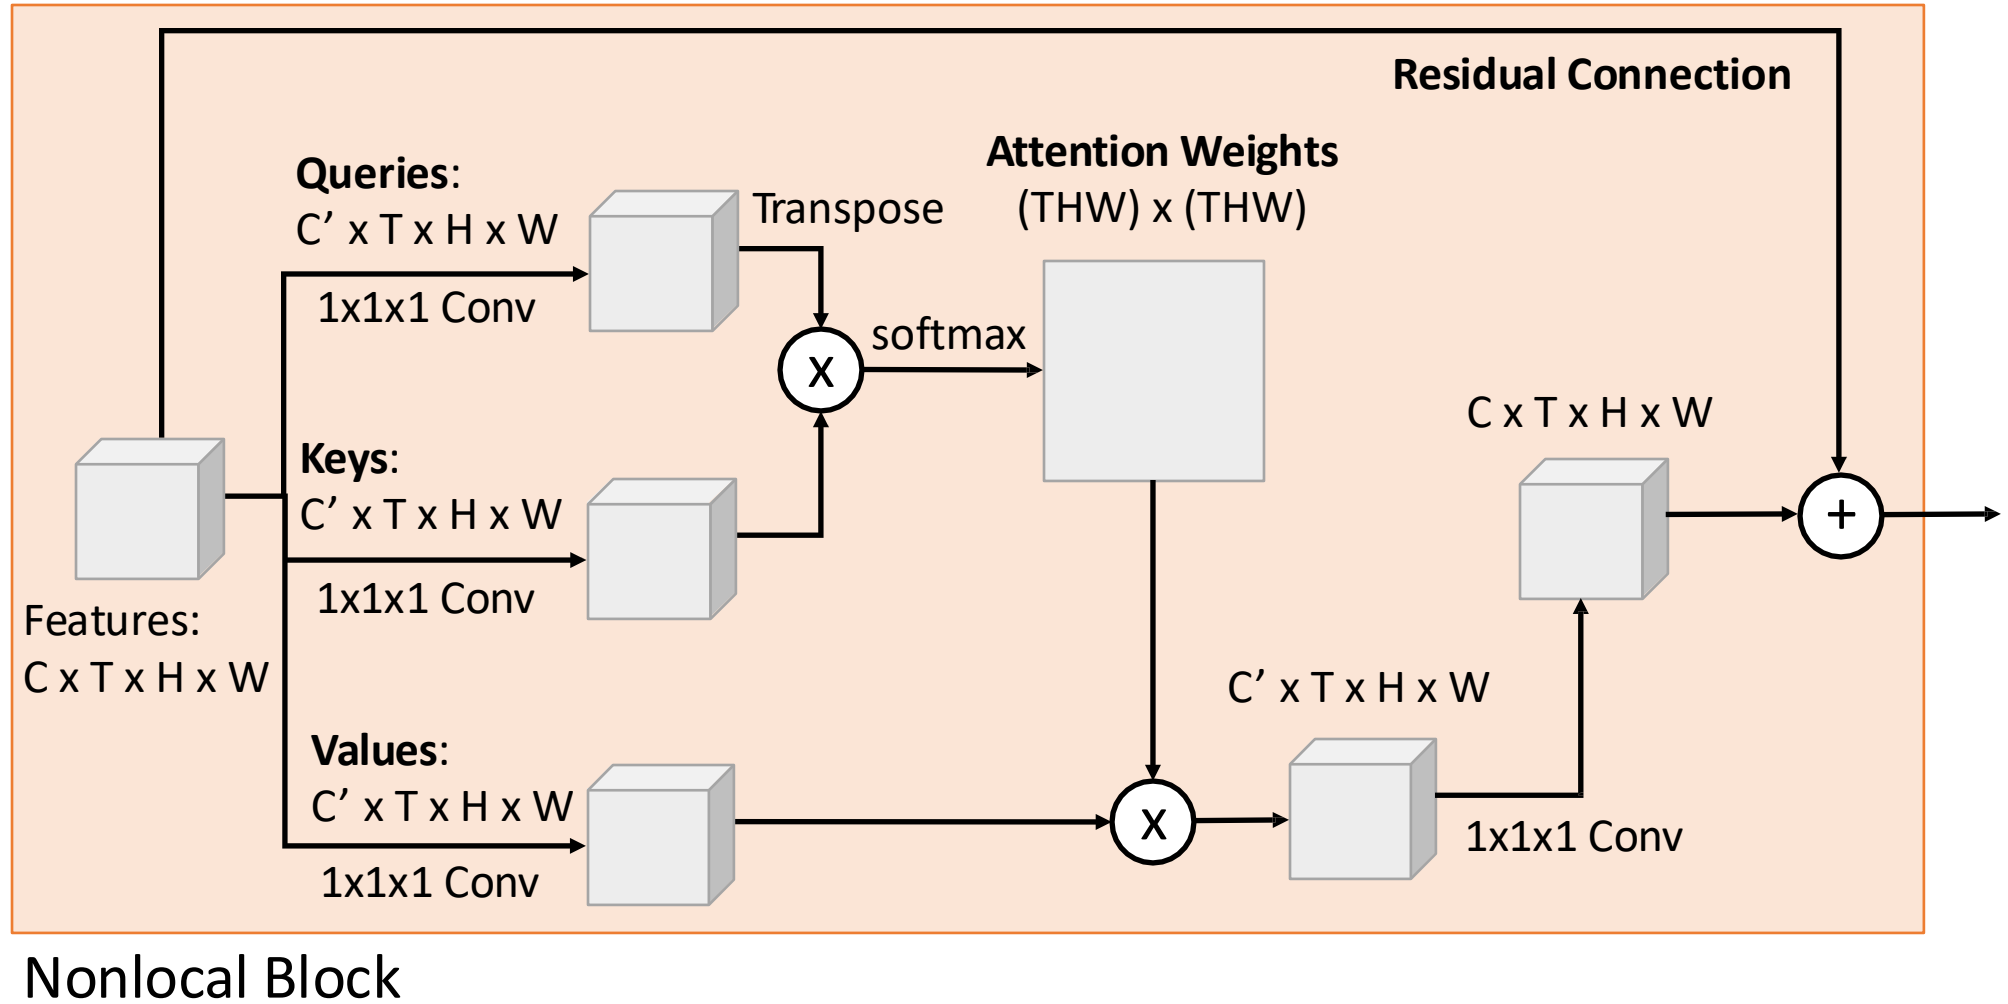 Residual Connection
Attention Weights
(THW) x (THW)
Queries:
C’ x T x H x W
1x1x1 Conv
Transpose
x
softmax
Keys:
C’ x T x H x W
1x1x1 Conv
Features:
C x T x H x W
Values:
C’ x T x H x W
1x1x1 Conv
x
C’ x T x H x W
1x1x1 Conv
C x T x H x W
+
Nonlocal Block